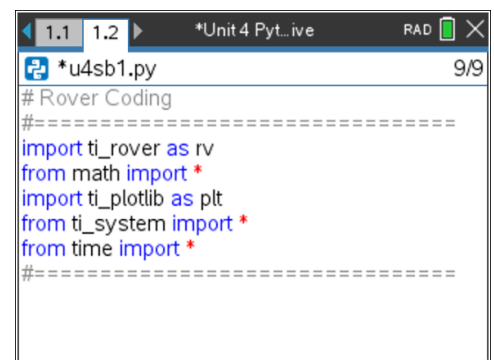 1.1 1.2 *Unit 4 Pyt...ive RAD
*u4sb1.py 9/9
# Rover Coding
#================================
import ti_rover as rv
from math import *
import ti_plotlib as plt
from ti_system import *
from time import *
#================================